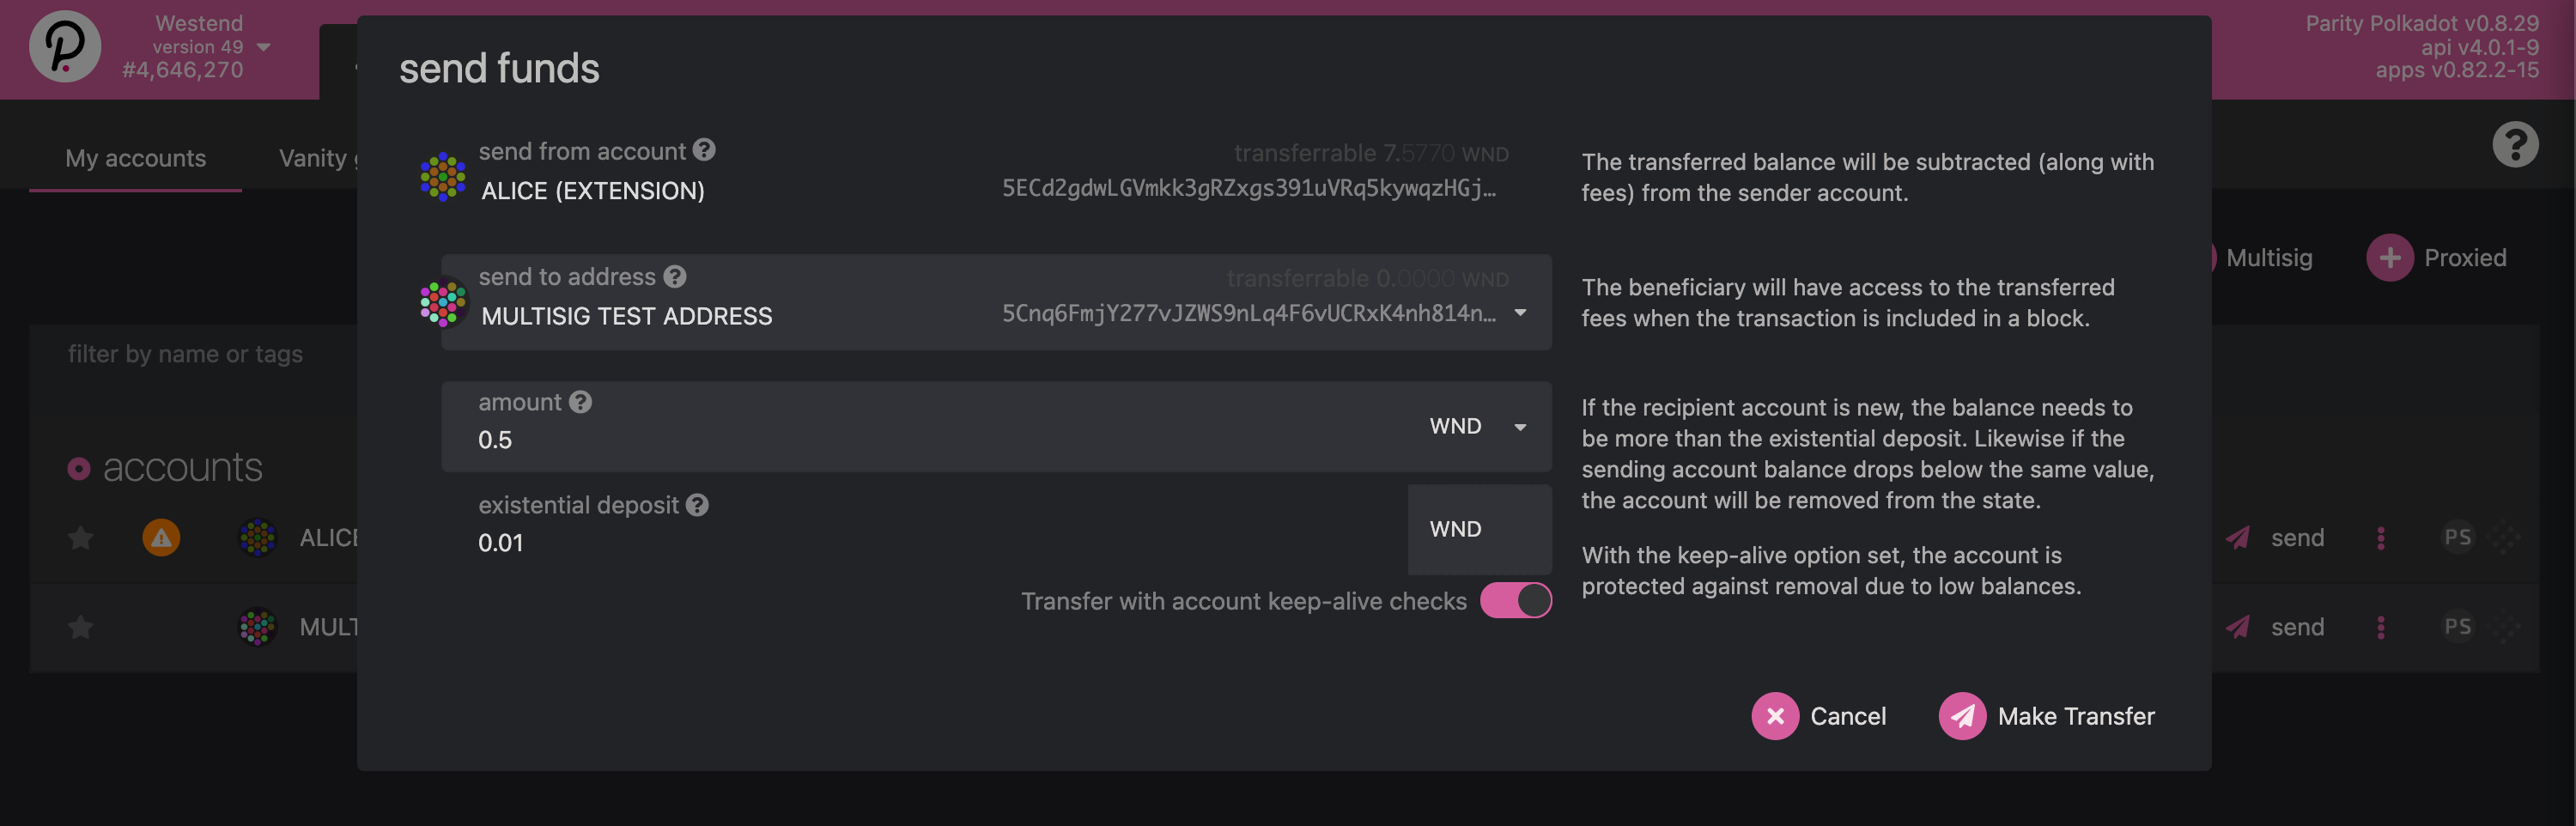 Westend
version 49
#4,646,270
Parity Polkadot v0.8.29
api v4.0.1-9
apps v0.82.2-15
My accounts
Vanity
send funds
send from account
transferrable 7.5770 WND
ALICE (EXTENSION)
5ECd2gdwLGVmkk3gRZxgs391uVRq5kywqzHGj…
The transferred balance will be subtracted (along with
fees) from the sender account.
send to address
transferrable 0.0000 WND
MULTISIG TEST ADDRESS
5Cnq6FmjY277vJZWS9nLq4F6vUCRxK4nh814n…
The beneficiary will have access to the transferred
fees when the transaction is included in a block.
Multisig
Proxied
filter by name or tags
amount
0.5
WND
If the recipient account is new, the balance needs to
be more than the existential deposit. Likewise if the
sending account balance drops below the same value,
the account will be removed from the state.
accounts
existential deposit
0.01
WND
With the keep-alive option set, the account is
protected against removal due to low balances.
ALICE
send
PS
Transfer with account keep-alive checks
MULT
send
PS
Cancel
Make Transfer